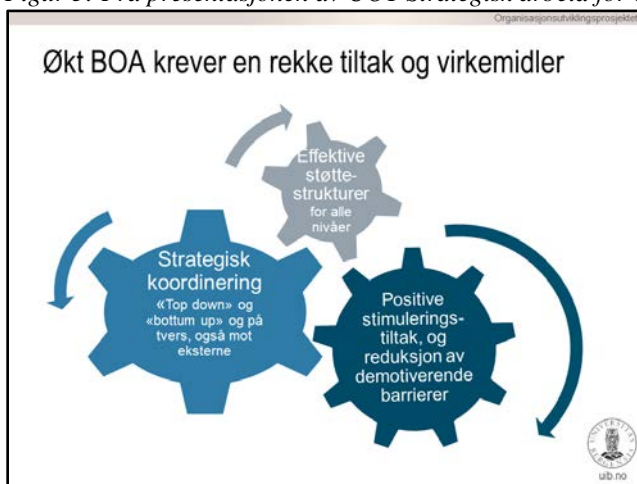 Organisasjonsutviklingsprosjektet
Økt BOA krever en rekke tiltak og virkemidler
Effektive
støtte-
strukturer
for alle
nivåer
Strategisk
koordinering
«Top down» og
«bottum up» og på
tvers, også mot
eksterne
Positive
stimulerings-
tiltak, og
reduksjon av
demotiverende
barrierer
uib.no